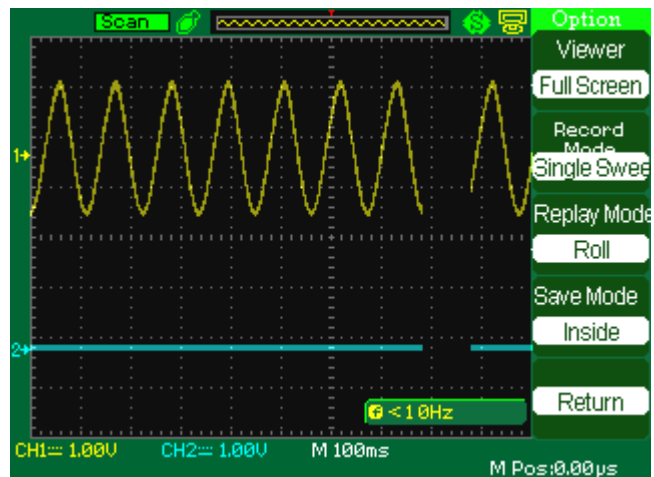 Scan
Option
Viewer
Full Screen
Record
Mode
Single Swee
Replay Mode
Roll
Save Mode
Inside
Return
1
2
f <10Hz
CH1 1.00V CH2 1.00V M 100ms
M Pos:0.00µs